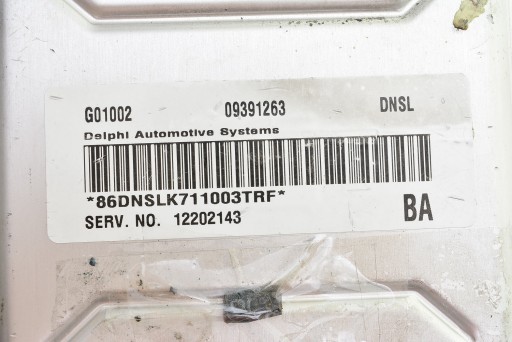 G01002 09391263 DNSL
Delphi Automotive Systems
*86DNSLK711003TRF*
SERV. NO. 12202143 BA